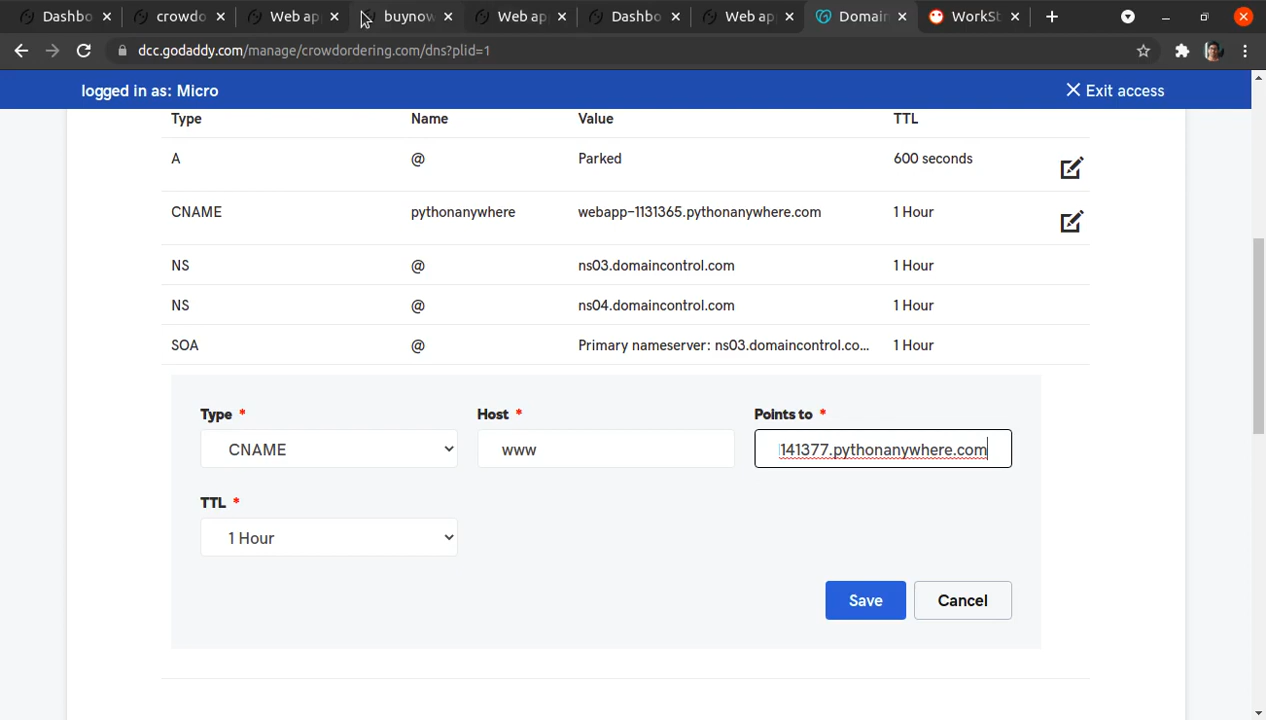 Dashbo
crowdo
Web ap
buynow
Web ap
Dashbo
Web ap
Domain
WorkSt
dcc.godaddy.com/manage/crowdordering.com/dns?plid=1
logged in as: Micro
Exit access
Type Name Value TTL
A @ Parked 600 seconds
CNAME pythonanywhere webapp-1131365.pythonanywhere.com 1 Hour
NS @ ns03.domaincontrol.com 1 Hour
NS @ ns04.domaincontrol.com 1 Hour
SOA @ Primary nameserver: ns03.domaincontrol.co... 1 Hour
Type * Host * Points to *
CNAME www 141377.pythonanywhere.com
TTL *
1 Hour
Save Cancel